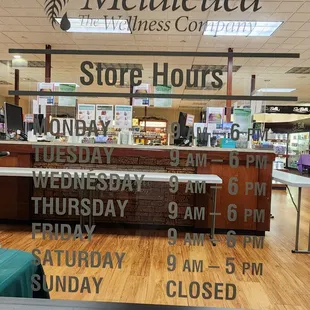 Melaleuca
The Wellness Company
Store Hours
MONDAY 9 AM – 6 PM
TUESDAY 9 AM – 6 PM
WEDNESDAY 9 AM – 6 PM
THURSDAY 9 AM – 6 PM
FRIDAY 9 AM – 6 PM
SATURDAY 9 AM – 5 PM
SUNDAY CLOSED